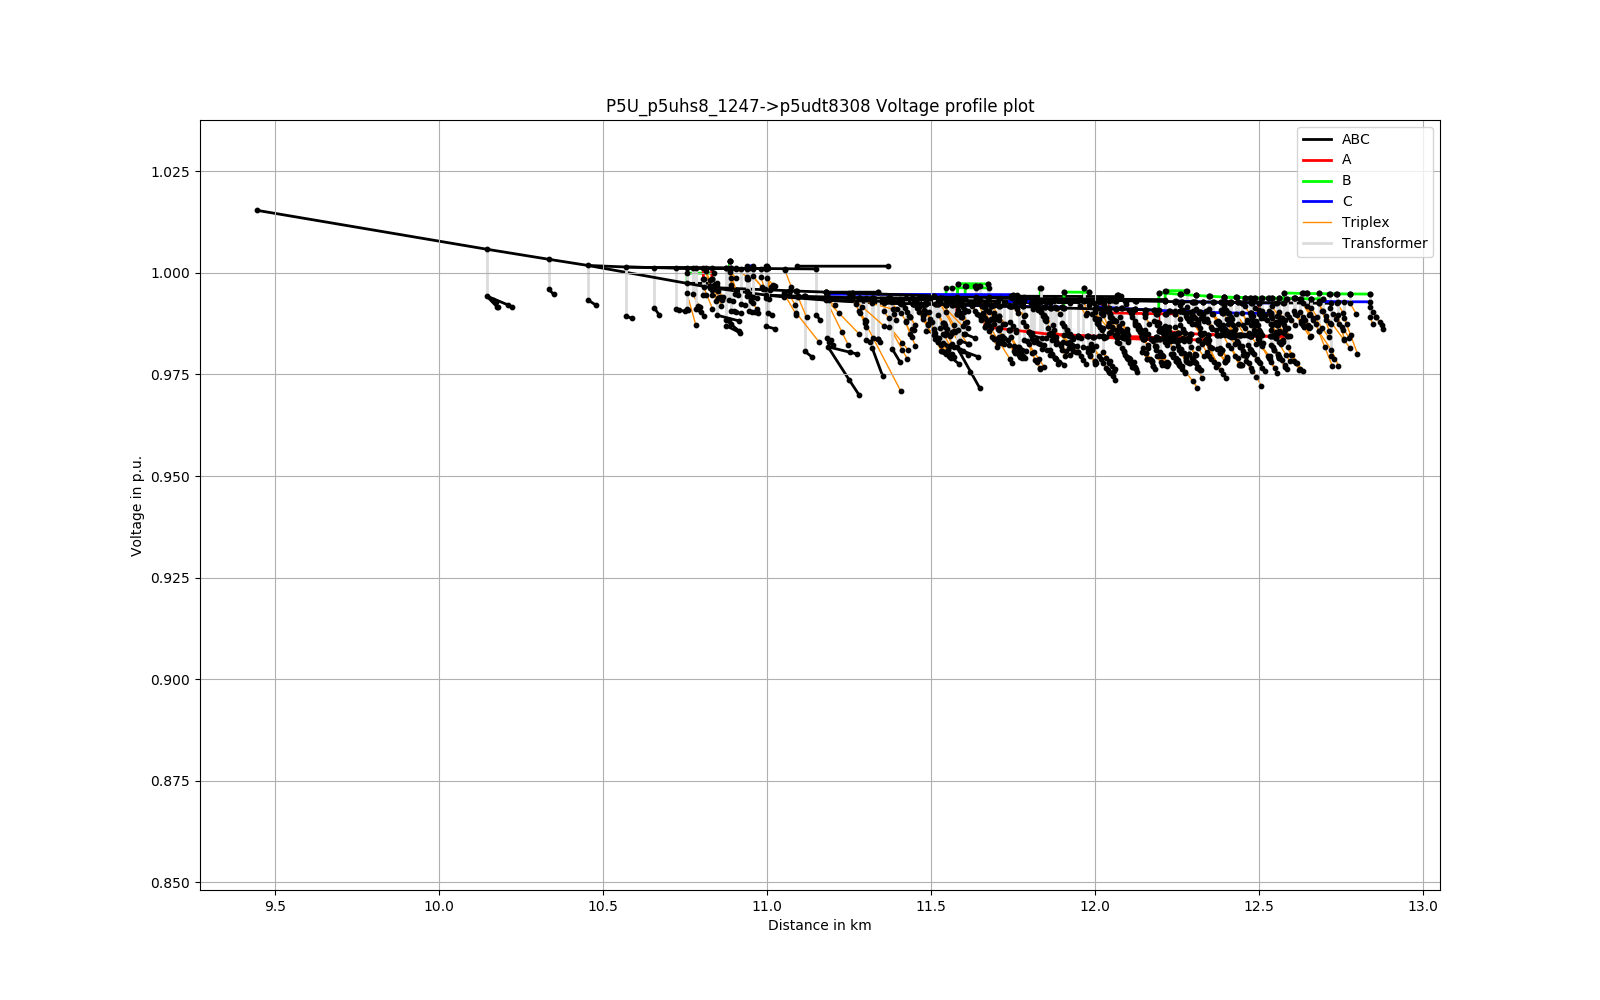 P5U_p5uhs8_1247->p5udt8308 Voltage profile plot
ABC
A
B
C
Triplex
Transformer
1.025
1.000
0.975
0.950
0.925
0.900
0.875
0.850
Voltage in p.u.
9.5 10.0 10.5 11.0 11.5 12.0 12.5 13.0
Distance in km